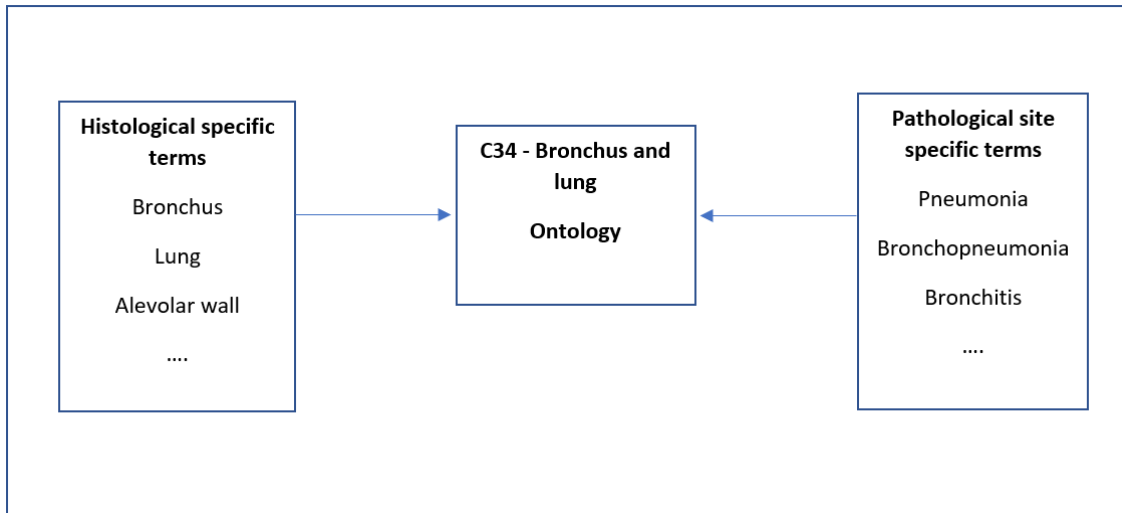 Histological specific
terms
Bronchus
Lung
Alevolar wall
....
C34 - Bronchus and
lung
Ontology
Pathological site
specific terms
Pneumonia
Bronchopneumonia
Bronchitis
....